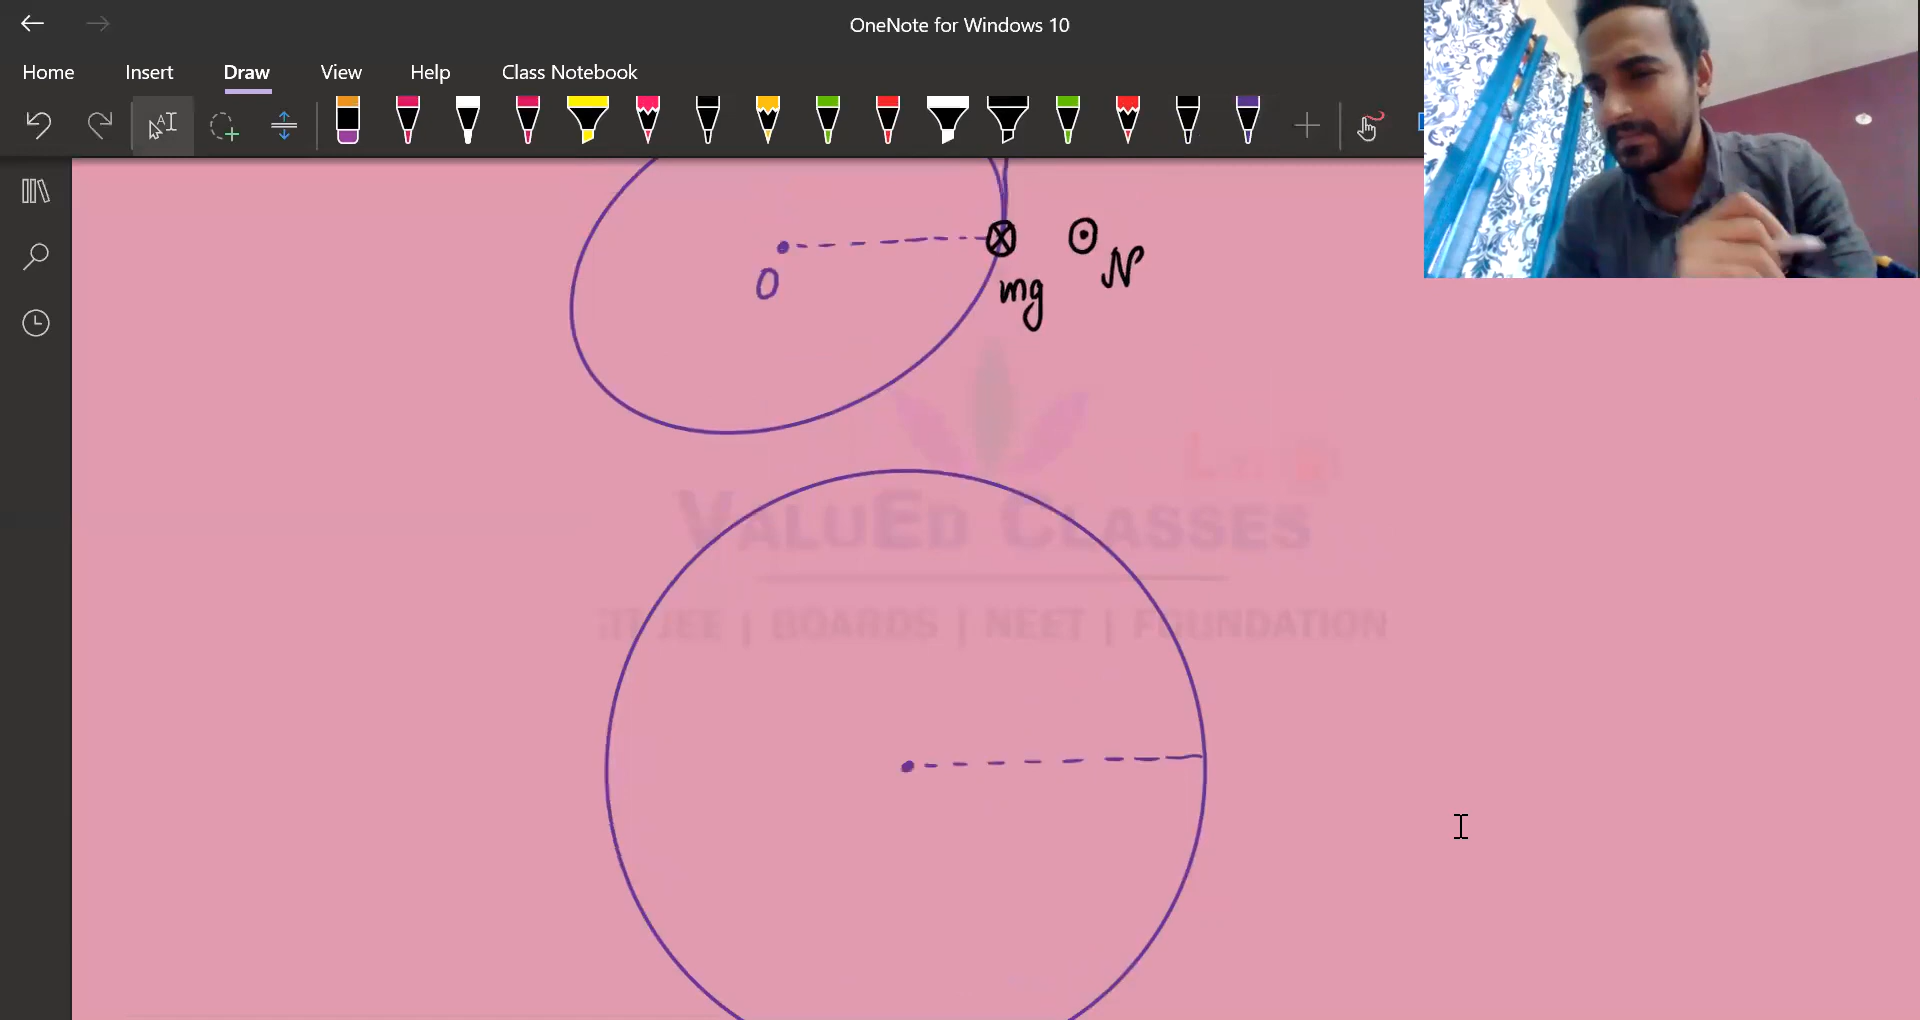 OneNote for Windows 10
Home Insert Draw View Help Class Notebook
O
mg
N
VALUED CLASSES
IIT JEE | BOARDS | NEET | FOUNDATION